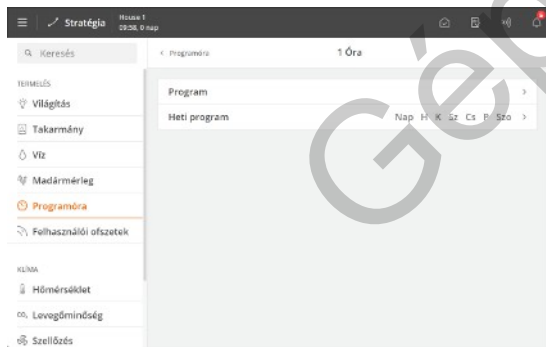 Stratégia
House 1
09:58, 0 nap
Keresés
Programóra
1 Óra
TERMELÉS
Világítás
Takarmány
Víz
Madármérleg
Programóra
Felhasználói ofszetek
KLÍMA
Hőmérséklet
Levegőminőség
Szellőzés
Program
Heti program
Nap H K Sz Cs P Szo
Gép